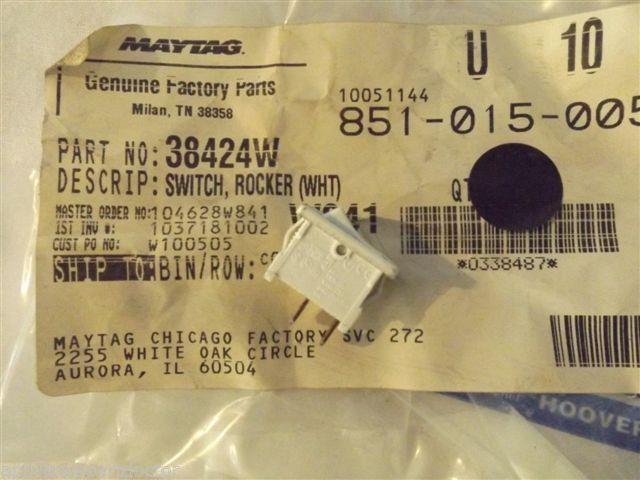 MAYTAG
Genuine Factory Parts
Milan, TN 38358
U 10
10051144
851-015-005
PART NO: 38424W
DESCRIP: SWITCH, ROCKER (WHT)
MASTER ORDER NO: 104628W841
1ST INV #: 1037181002
CUST PO NO: W100505
SHIP TO: BIN/ROW:
*0338487*
MAYTAG CHICAGO FACTORY SVC 272
2255 WHITE OAK CIRCLE
AURORA, IL 60504
HOOVER